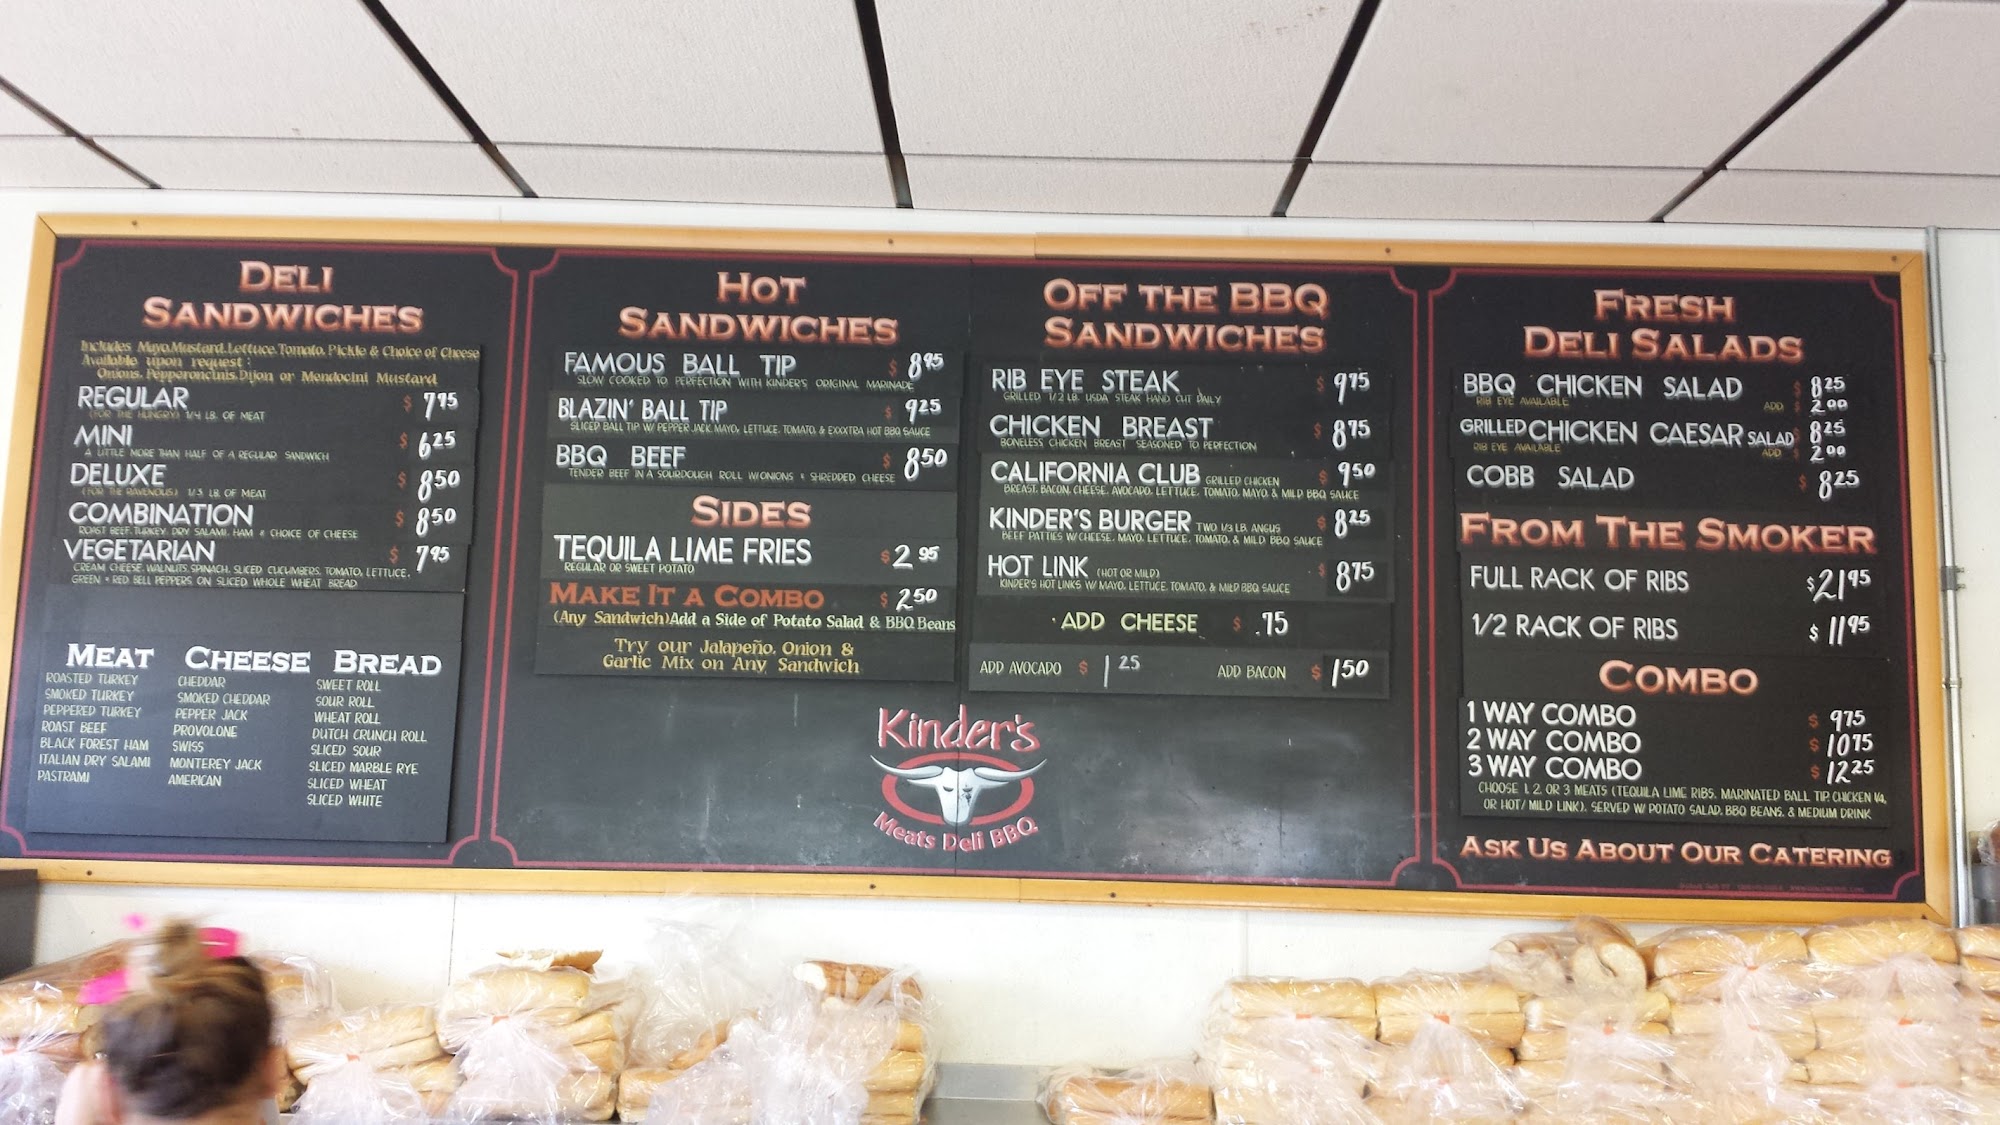 DELI
SANDWICHES
Includes Mayo, Mustard, Lettuce, Tomato, Pickle & Choice of Cheese
Available upon request:
Onions, Pepperoncinis, Dijon or Mendocini Mustard
REGULAR $ 7.75
(FOR THE HUNGRY) 1/4 LB. OF MEAT
MINI $ 6.25
A LITTLE MORE THAN HALF OF A REGULAR SANDWICH
DELUXE $ 8.50
(FOR THE RAVENOUS) 1/3 LB. OF MEAT
COMBINATION $ 8.50
ROAST BEEF, TURKEY, DRY SALAMI, HAM & CHOICE OF CHEESE
VEGETARIAN $ 7.95
CREAM CHEESE, WALNUTS, SPINACH, SLICED CUCUMBERS, TOMATO, LETTUCE,
GREEN & RED BELL PEPPERS ON SLICED WHOLE WHEAT BREAD
MEAT
ROASTED TURKEY
SMOKED TURKEY
PEPPERED TURKEY
ROAST BEEF
BLACK FOREST HAM
ITALIAN DRY SALAMI
PASTRAMI
CHEESE
CHEDDAR
SMOKED CHEDDAR
PEPPER JACK
PROVOLONE
SWISS
MONTEREY JACK
AMERICAN
BREAD
SWEET ROLL
SOUR ROLL
WHEAT ROLL
DUTCH CRUNCH ROLL
SLICED SOUR
SLICED MARBLE RYE
SLICED WHEAT
SLICED WHITE
HOT
SANDWICHES
FAMOUS BALL TIP $ 8.95
SLOW COOKED TO PERFECTION WITH KINDER'S ORIGINAL MARINADE
BLAZIN' BALL TIP $ 9.25
SLICED BALL TIP W/ PEPPER JACK, MAYO, LETTUCE, TOMATO, & EXXXTRA HOT BBQ SAUCE
BBQ BEEF $ 8.50
TENDER BEEF IN A SOURDOUGH ROLL W/ONIONS & SHREDDED CHEESE
SIDES
TEQUILA LIME FRIES $ 2.95
REGULAR OR SWEET POTATO
MAKE IT A COMBO $ 2.50
(Any Sandwich) Add a Side of Potato Salad & BBQ Beans
Try our Jalapeño, Onion &
Garlic Mix on Any Sandwich
OFF THE BBQ
SANDWICHES
RIB EYE STEAK $ 9.75
GRILLED 1/2 LB. USDA STEAK HAND CUT DAILY
CHICKEN BREAST $ 8.75
BONELESS CHICKEN BREAST SEASONED TO PERFECTION
CALIFORNIA CLUB GRILLED CHICKEN $ 9.50
BREAST, BACON, CHEESE, AVOCADO, LETTUCE, TOMATO, MAYO, & MILD BBQ SAUCE
KINDER'S BURGER TWO 1/3 LB. ANGUS $ 8.25
BEEF PATTIES W/CHEESE, MAYO, LETTUCE, TOMATO, & MILD BBQ SAUCE
HOT LINK (HOT OR MILD) $ 8.75
KINDER'S HOT LINKS W/ MAYO, LETTUCE, TOMATO, & MILD BBQ SAUCE
ADD CHEESE $ .75
ADD AVOCADO $ 1.25 ADD BACON $ 1.50
Kinder's
Meats Deli BBQ
FRESH
DELI SALADS
BBQ CHICKEN SALAD $ 8.25
RIB EYE AVAILABLE ADD $ 2.00
GRILLED CHICKEN CAESAR SALAD $ 8.25
RIB EYE AVAILABLE ADD $ 2.00
COBB SALAD $ 8.25
FROM THE SMOKER
FULL RACK OF RIBS $21.95
1/2 RACK OF RIBS $ 11.95
COMBO
1 WAY COMBO $ 9.75
2 WAY COMBO $ 10.75
3 WAY COMBO $ 12.25
CHOOSE 1, 2, OR 3 MEATS (TEQUILA LIME RIBS, MARINATED BALL TIP, CHICKEN 1/4,
OR HOT/ MILD LINK). SERVED W/ POTATO SALAD, BBQ BEANS, & MEDIUM DRINK
ASK US ABOUT OUR CATERING